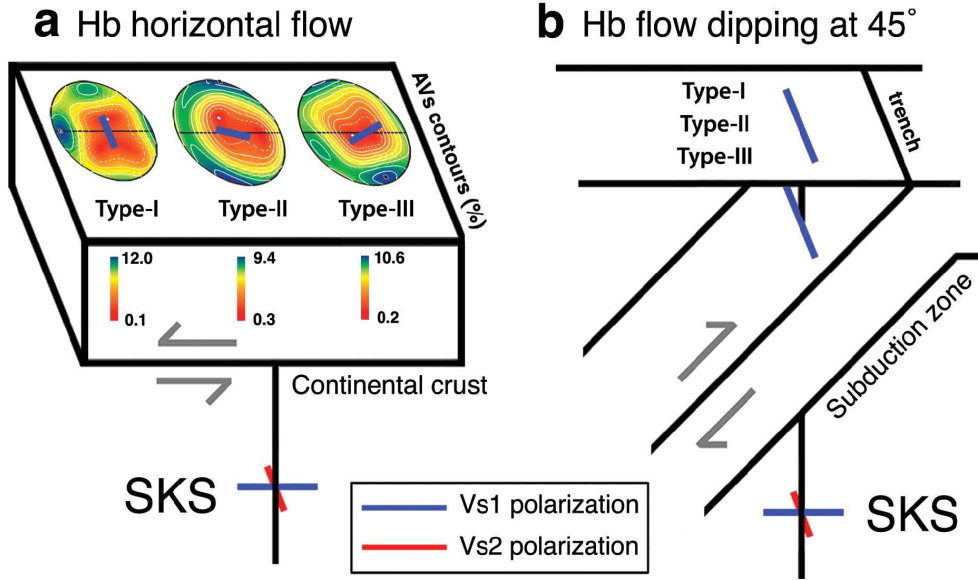 a Hb horizontal flow
AVs contours (%)
Type-I Type-II Type-III
12.0 9.4 10.6
0.1 0.3 0.2
Continental crust
SKS
b Hb flow dipping at 45°
Type-I
Type-II
Type-III
trench
Subduction zone
SKS
Vs1 polarization
Vs2 polarization